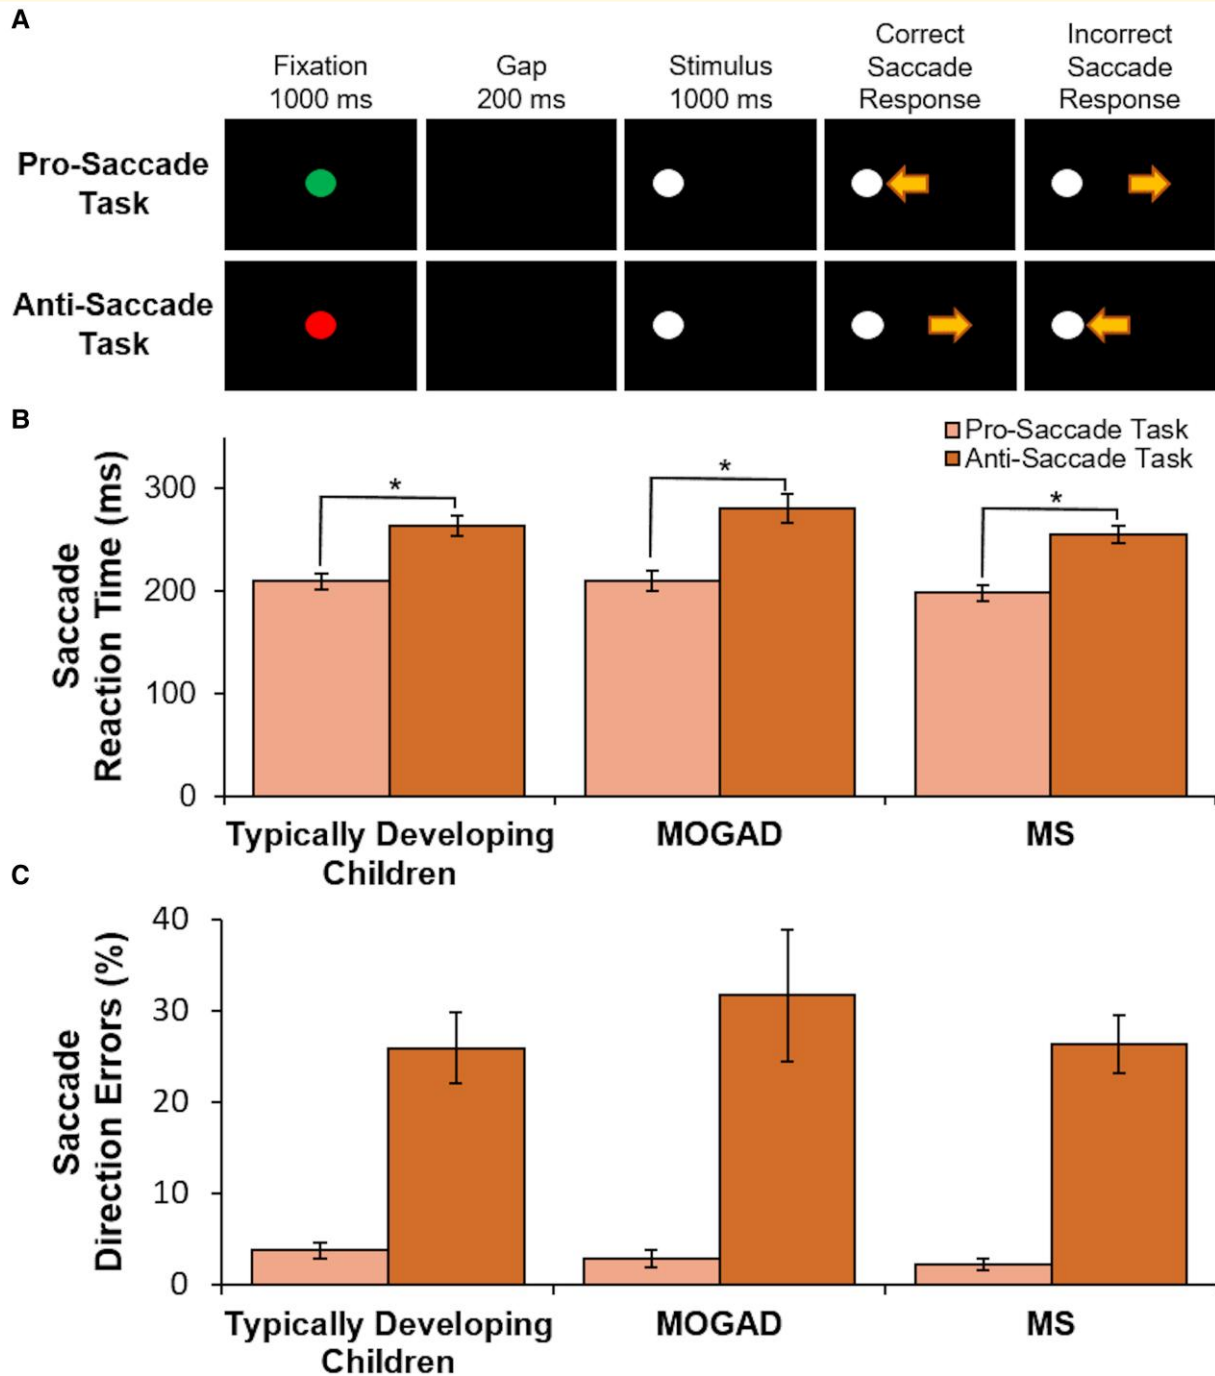 A
Fixation
1000 ms
Gap
200 ms
Stimulus
1000 ms
Correct
Saccade
Response
Incorrect
Saccade
Response
Pro-Saccade
Task
Anti-Saccade
Task
B
Pro-Saccade Task
Anti-Saccade Task
Saccade
Reaction Time (ms)
300
200
100
0
*
*
*
Typically Developing
Children
MOGAD
MS
C
Saccade
Direction Errors (%)
40
30
20
10
0
Typically Developing
Children
MOGAD
MS